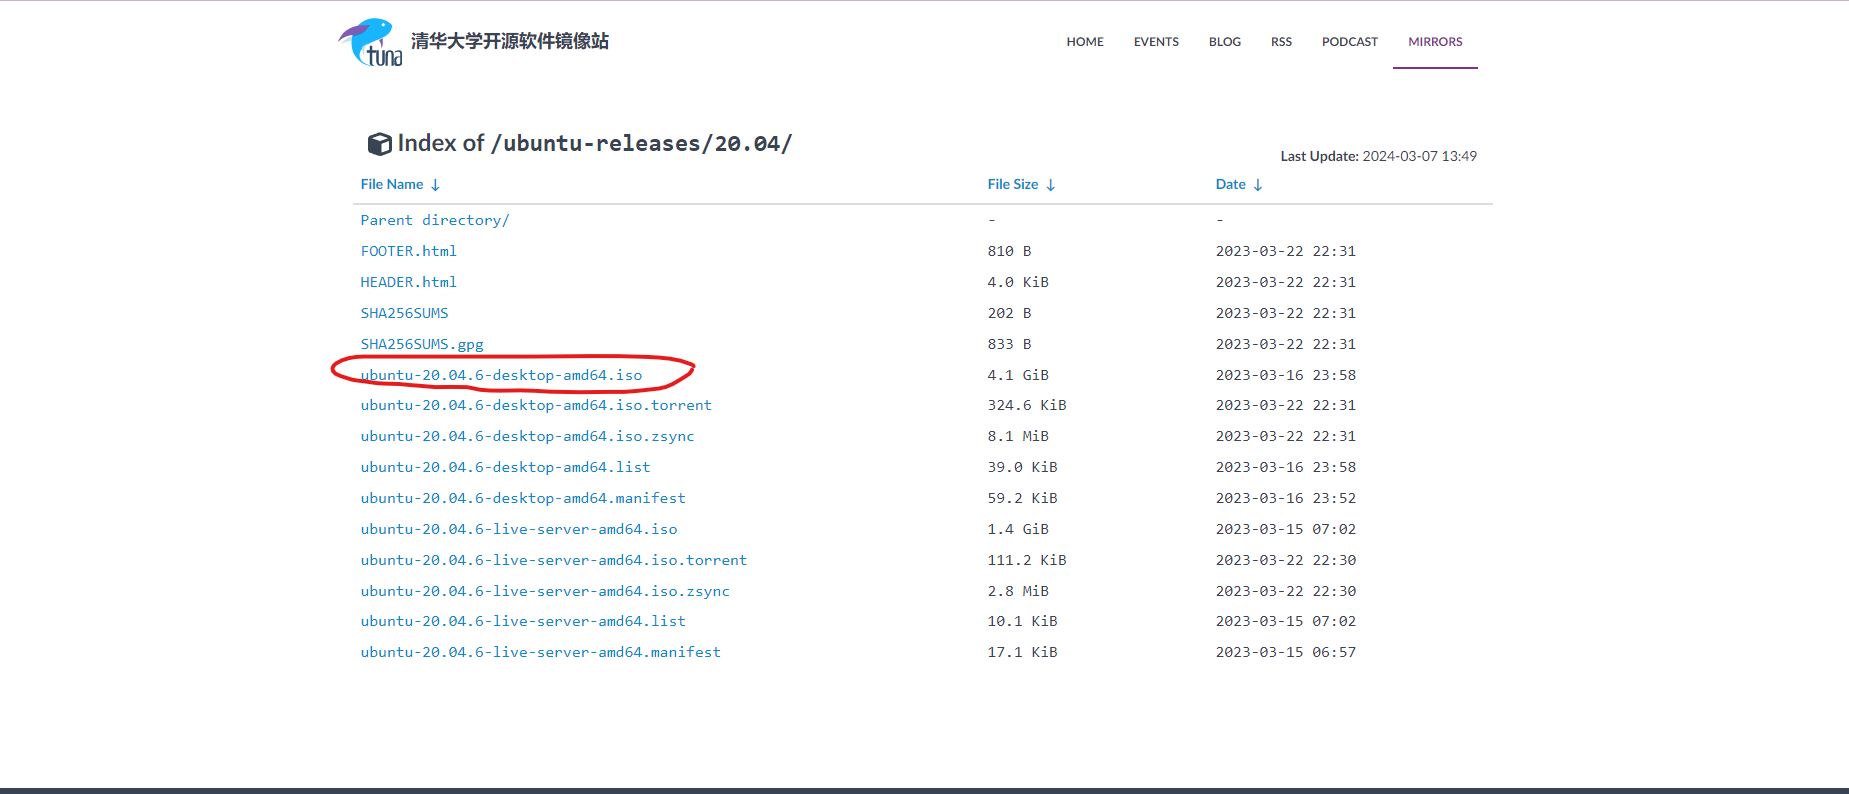 tuna 清华大学开源软件镜像站 HOME EVENTS BLOG RSS PODCAST MIRRORS
Index of /ubuntu-releases/20.04/
Last Update: 2024-03-07 13:49
File Name ↓ File Size ↓ Date ↓
Parent directory/ - -
FOOTER.html 810 B 2023-03-22 22:31
HEADER.html 4.0 KiB 2023-03-22 22:31
SHA256SUMS 202 B 2023-03-22 22:31
SHA256SUMS.gpg 833 B 2023-03-22 22:31
ubuntu-20.04.6-desktop-amd64.iso 4.1 GiB 2023-03-16 23:58
ubuntu-20.04.6-desktop-amd64.iso.torrent 324.6 KiB 2023-03-22 22:31
ubuntu-20.04.6-desktop-amd64.iso.zsync 8.1 MiB 2023-03-22 22:31
ubuntu-20.04.6-desktop-amd64.list 39.0 KiB 2023-03-16 23:58
ubuntu-20.04.6-desktop-amd64.manifest 59.2 KiB 2023-03-16 23:52
ubuntu-20.04.6-live-server-amd64.iso 1.4 GiB 2023-03-15 07:02
ubuntu-20.04.6-live-server-amd64.iso.torrent 111.2 KiB 2023-03-22 22:30
ubuntu-20.04.6-live-server-amd64.iso.zsync 2.8 MiB 2023-03-22 22:30
ubuntu-20.04.6-live-server-amd64.list 10.1 KiB 2023-03-15 07:02
ubuntu-20.04.6-live-server-amd64.manifest 17.1 KiB 2023-03-15 06:57